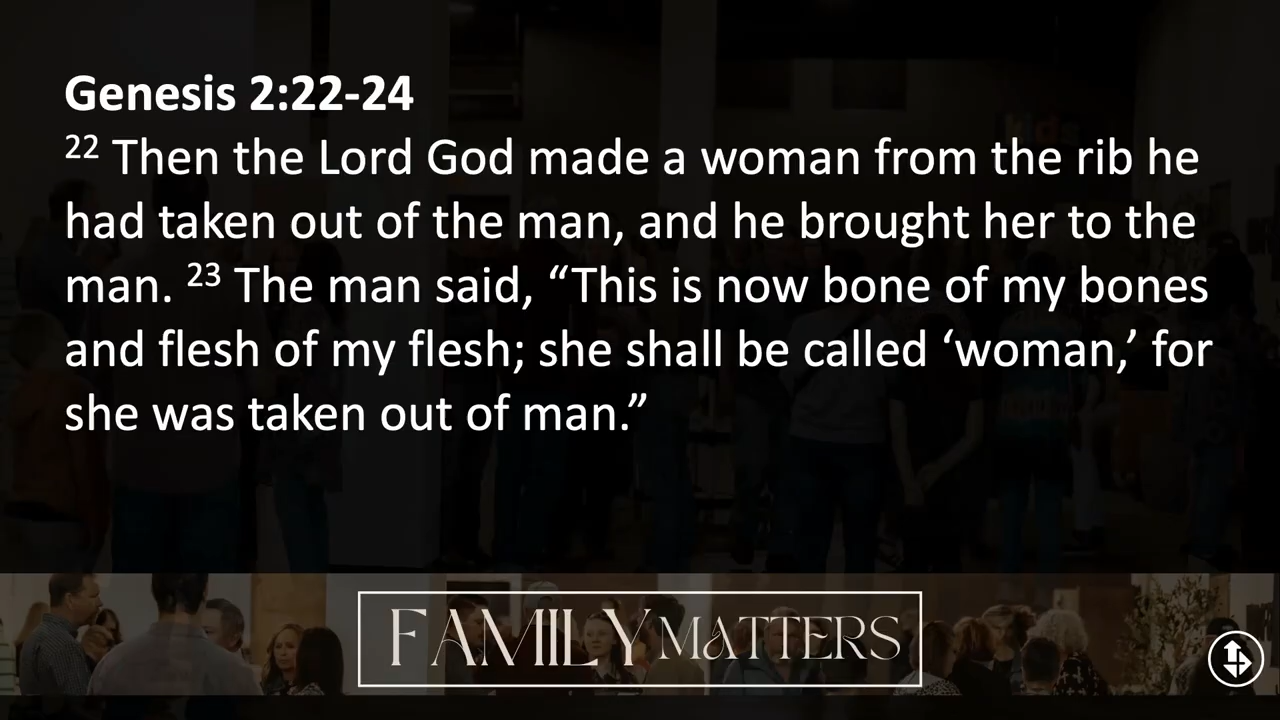 Genesis 2:22-24
22 Then the Lord God made a woman from the rib he
had taken out of the man, and he brought her to the
man. 23 The man said, “This is now bone of my bones
and flesh of my flesh; she shall be called ‘woman,’ for
she was taken out of man.”
FAMILY MATTERS